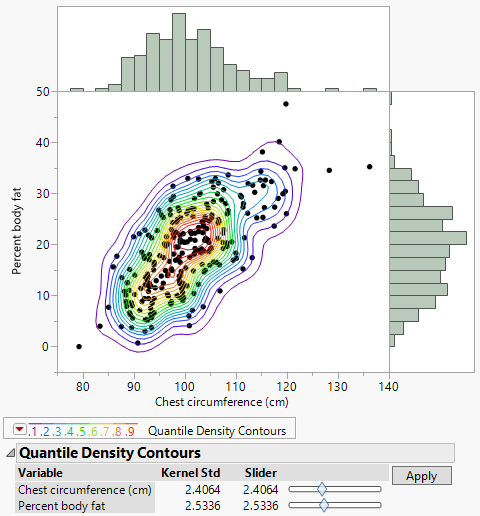 50
40
30
20
10
0
Percent body fat
80 90 100 110 120 130 140
Chest circumference (cm)
.1 .2 .3 .4 .5 .6 .7 .8 .9 Quantile Density Contours
Quantile Density Contours
Variable Kernel Std Slider
Chest circumference (cm) 2.4064 2.4064
Percent body fat 2.5336 2.5336
Apply